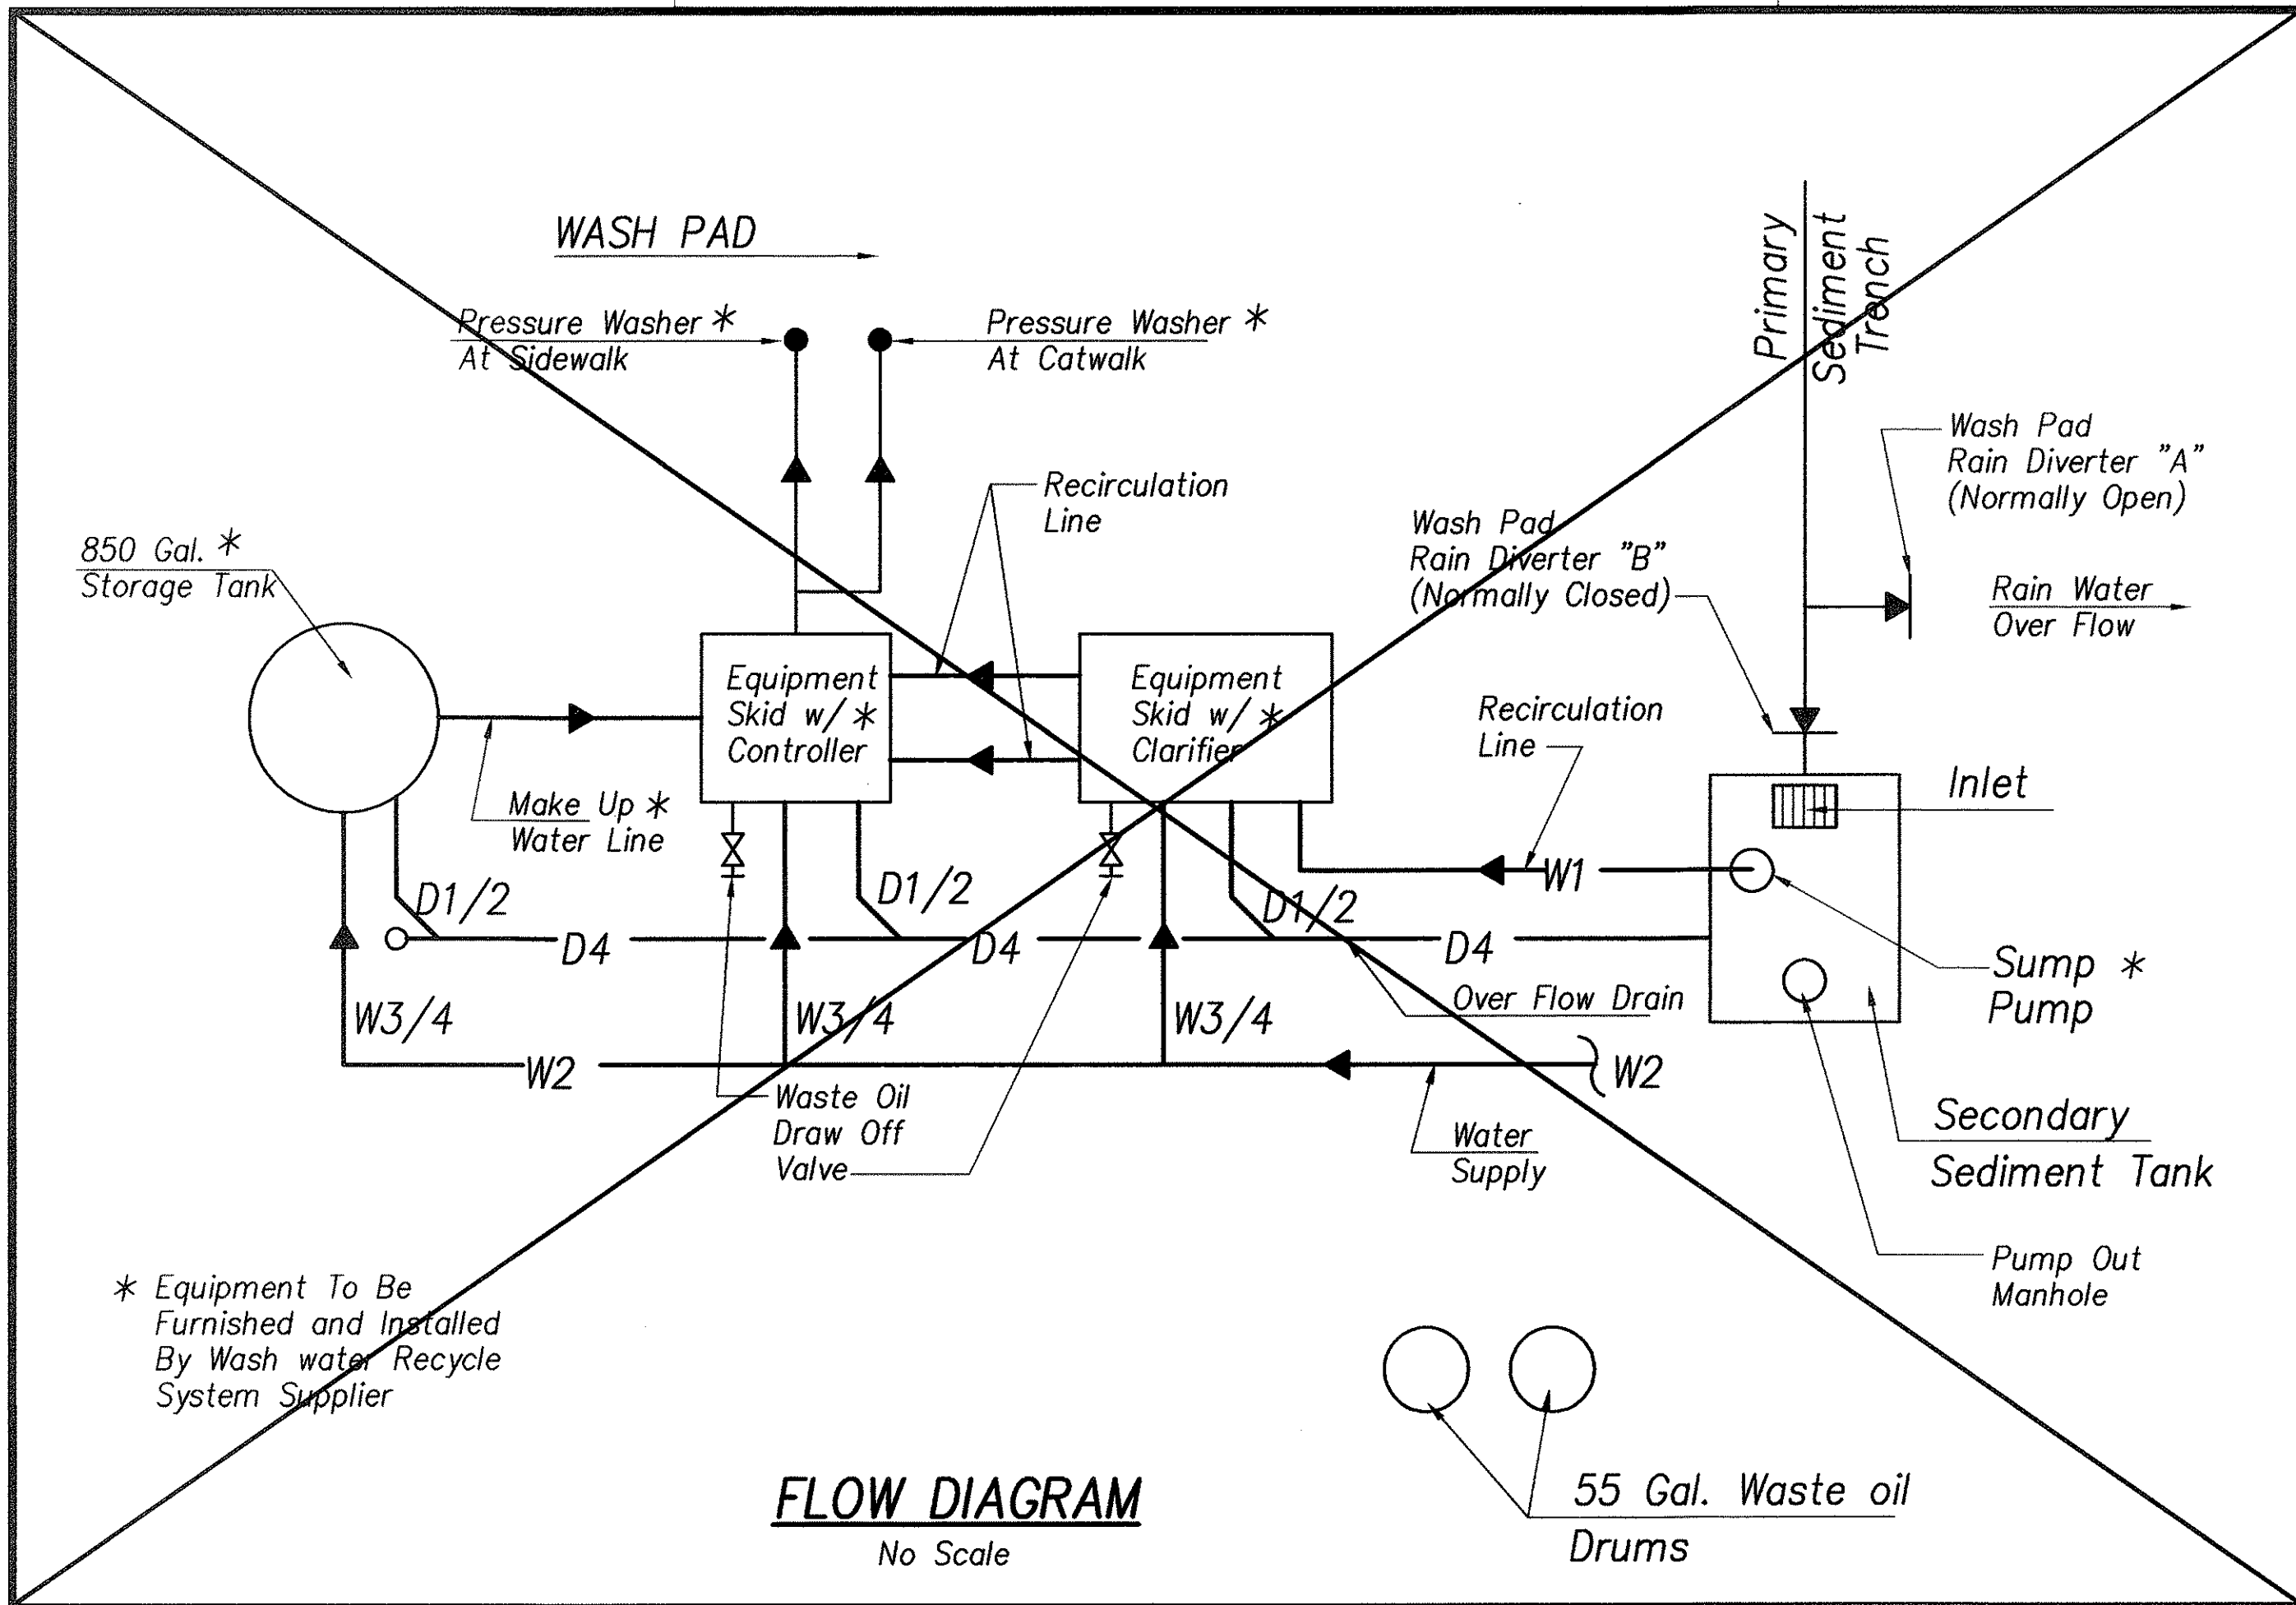 WASH PAD
Pressure Washer *
At Sidewalk
Pressure Washer *
At Catwalk
Primary
Sediment
Trench
Wash Pad
Rain Diverter "A"
(Normally Open)
Recirculation
Line
Wash Pad
Rain Diverter "B"
(Normally Closed)
850 Gal. *
Storage Tank
Rain Water
Over Flow
Equipment
Skid w/ *
Controller
Equipment
Skid w/ *
Clarifier
Recirculation
Line
Make Up *
Water Line
Inlet
D1/2
D1/2
D1/2
W1
D4
D4
D4
Sump *
Pump
W3/4
W3/4
W3/4
Over Flow Drain
W2
W2
Waste Oil
Draw Off
Valve
Water
Supply
Secondary
Sediment Tank
Pump Out
Manhole
* Equipment To Be
Furnished and Installed
By Wash water Recycle
System Supplier
55 Gal. Waste oil
Drums
FLOW DIAGRAM
No Scale